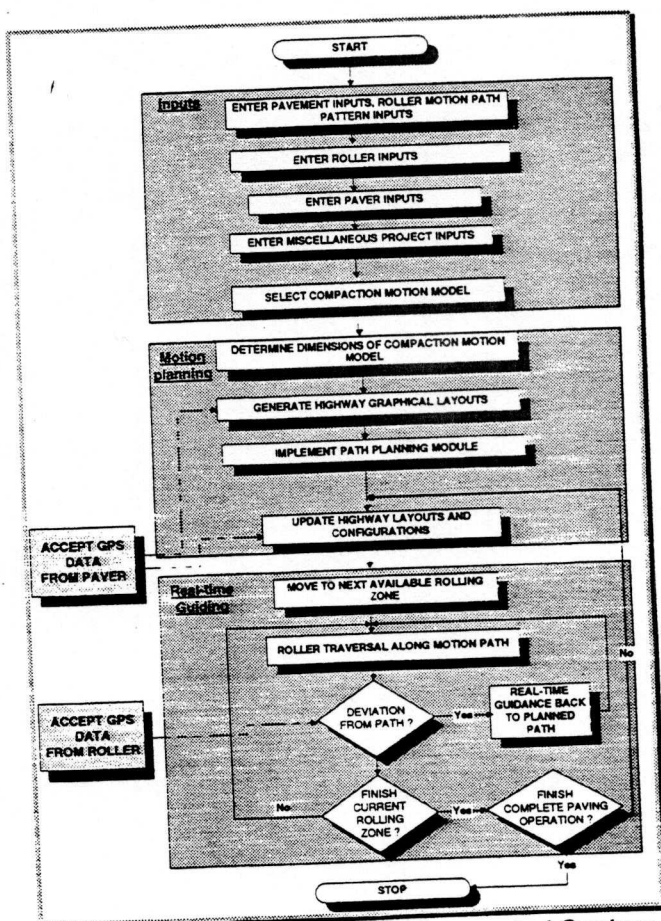 START
Inputs
ENTER PAVEMENT INPUTS, ROLLER MOTION PATH
PATTERN INPUTS
ENTER ROLLER INPUTS
ENTER PAVER INPUTS
ENTER MISCELLANEOUS PROJECT INPUTS
SELECT COMPACTION MOTION MODEL
Motion
planning
DETERMINE DIMENSIONS OF COMPACTION MOTION
MODEL
GENERATE HIGHWAY GRAPHICAL LAYOUTS
IMPLEMENT PATH PLANNING MODULE
UPDATE HIGHWAY LAYOUTS AND
CONFIGURATIONS
ACCEPT GPS
DATA
FROM PAVER
Real-time
Guiding
MOVE TO NEXT AVAILABLE ROLLING
ZONE
ROLLER TRAVERSAL ALONG MOTION PATH
No
ACCEPT GPS
DATA
FROM ROLLER
DEVIATION
FROM PATH ?
Yes
REAL-TIME
GUIDANCE BACK
TO PLANNED
PATH
No
FINISH
CURRENT
ROLLING
ZONE ?
Yes
FINISH
COMPLETE PAVING
OPERATION ?
Yes
STOP